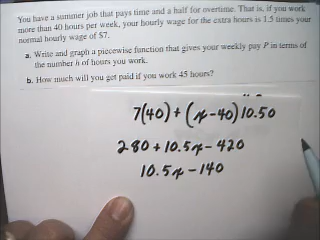 You have a summer job that pays time and a half for overtime. That is, if you work
more than 40 hours per week, your hourly wage for the extra hours is 1.5 times your
normal hourly wage of $7.
a. Write and graph a piecewise function that gives your weekly pay P in terms of
the number h of hours you work.
b. How much will you get paid if you work 45 hours?
7(40) + (x-40)10.50
280 + 10.5x - 420
10.5x - 140